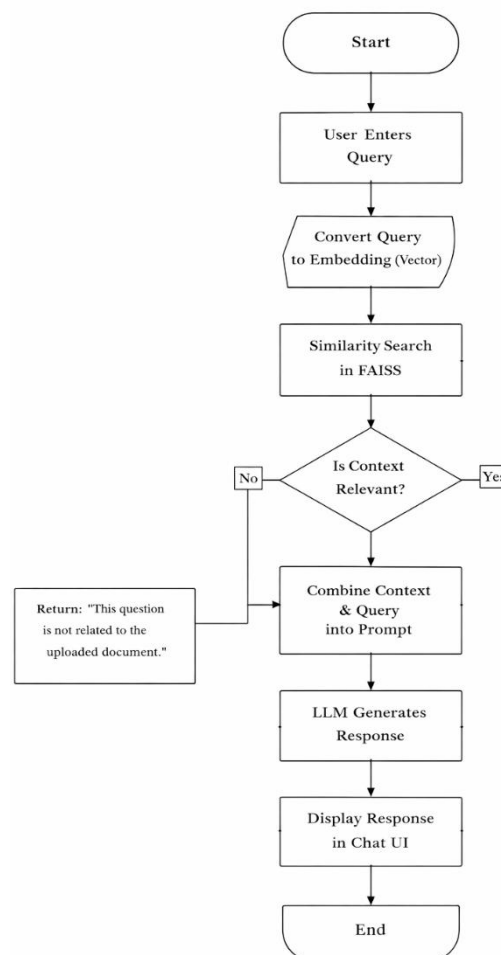 Start
User Enters
Query
Convert Query
to Embedding (Vector)
Similarity Search
in FAISS
Is Context
Relevant?
No
Yes
Combine Context
& Query
into Prompt
Return: "This question
is not related to the
uploaded document."
LLM Generates
Response
Display Response
in Chat UI
End